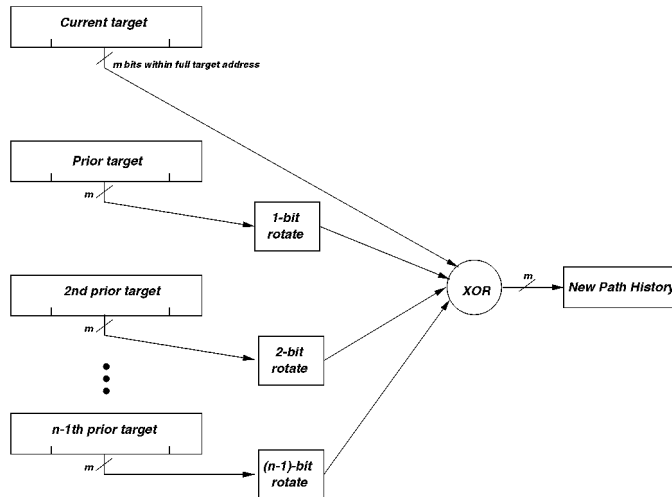 Current target
m bits within full target address
Prior target
m
1-bit
rotate
2nd prior target
m
2-bit
rotate
n-1th prior target
m
(n-1)-bit
rotate
XOR
m
New Path History